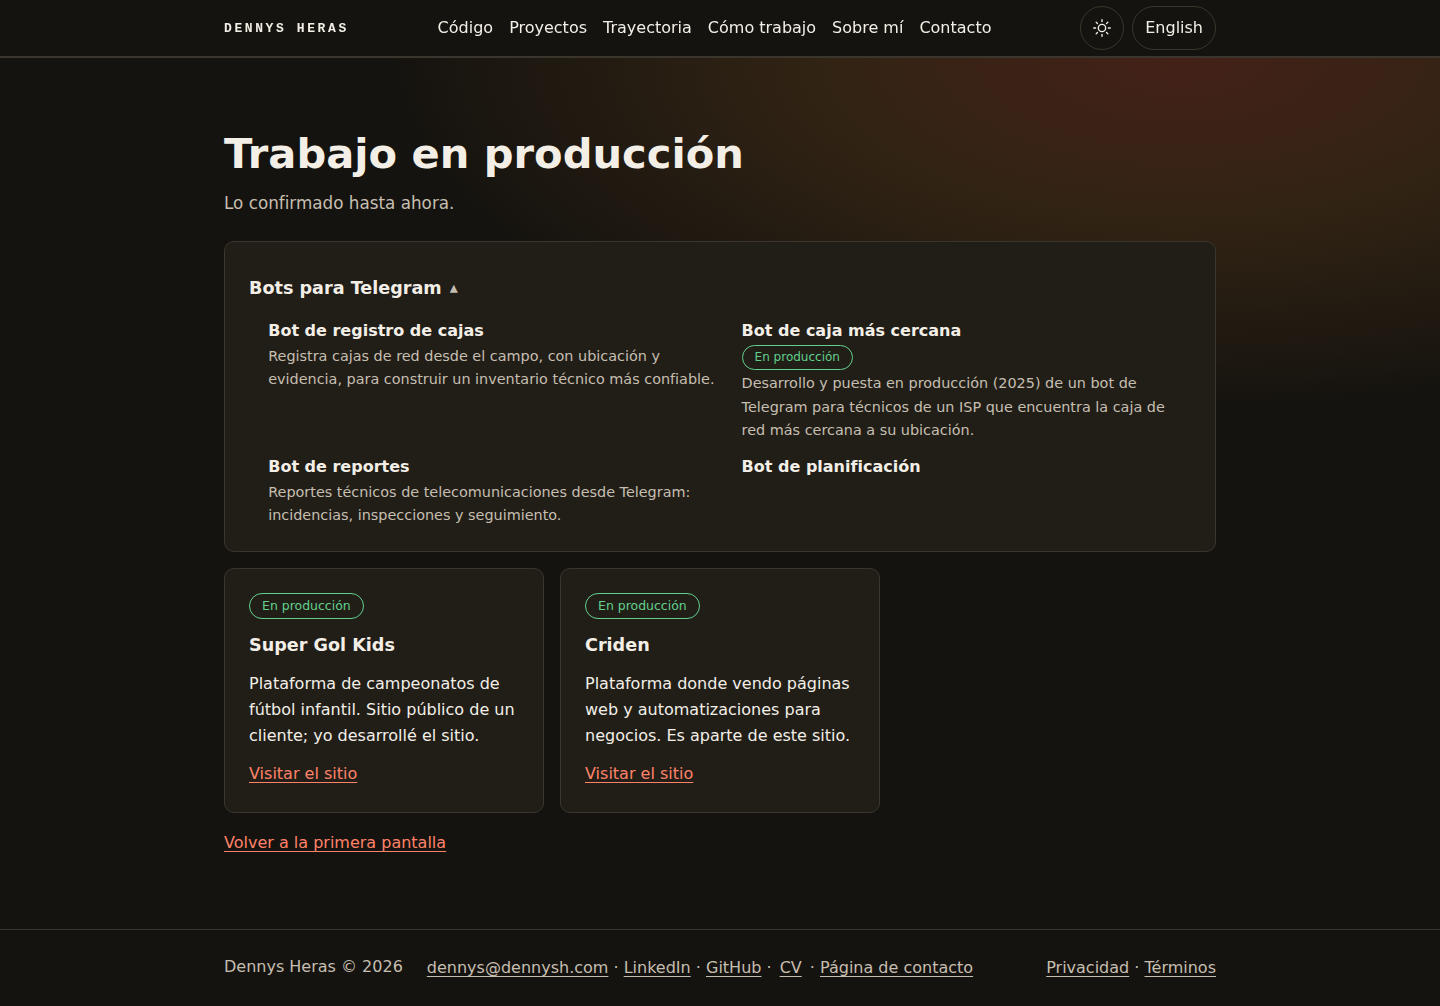 DENNYS HERAS
Código Proyectos Trayectoria Cómo trabajo Sobre mí Contacto
English
Trabajo en producción
Lo confirmado hasta ahora.
Bots para Telegram ▲
Bot de registro de cajas
Registra cajas de red desde el campo, con ubicación y
evidencia, para construir un inventario técnico más confiable.
Bot de caja más cercana
En producción
Desarrollo y puesta en producción (2025) de un bot de
Telegram para técnicos de un ISP que encuentra la caja de
red más cercana a su ubicación.
Bot de reportes
Reportes técnicos de telecomunicaciones desde Telegram:
incidencias, inspecciones y seguimiento.
Bot de planificación
En producción
Super Gol Kids
Plataforma de campeonatos de
fútbol infantil. Sitio público de un
cliente; yo desarrollé el sitio.
Visitar el sitio
En producción
Criden
Plataforma donde vendo páginas
web y automatizaciones para
negocios. Es aparte de este sitio.
Visitar el sitio
Volver a la primera pantalla
Dennys Heras © 2026
dennys@dennysh.com · LinkedIn · GitHub · CV · Página de contacto
Privacidad · Términos